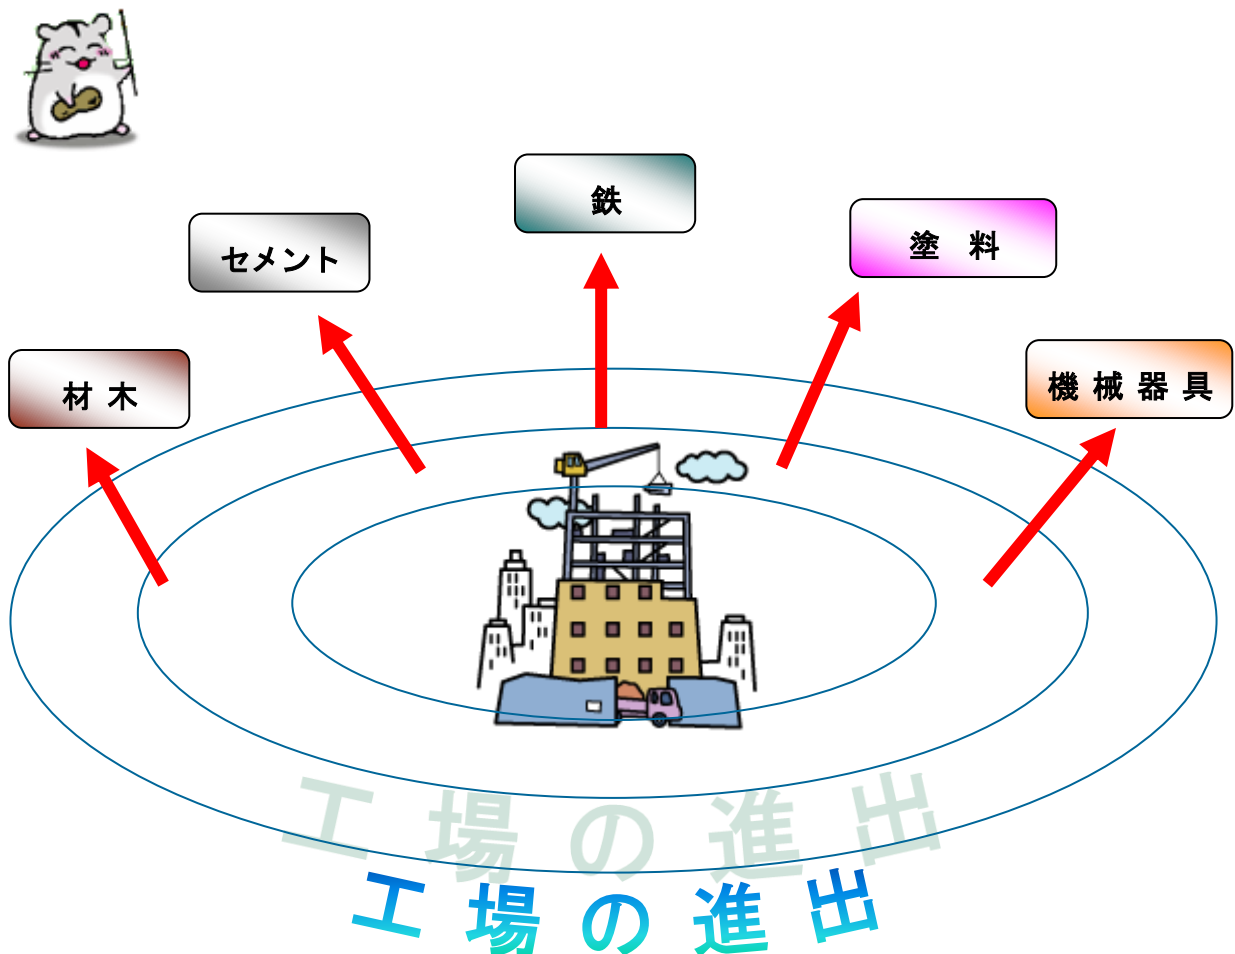 鉄
塗　料
セメント
機 械 器 具
材 木
工 場 の 進 出
工 場 の 進 出